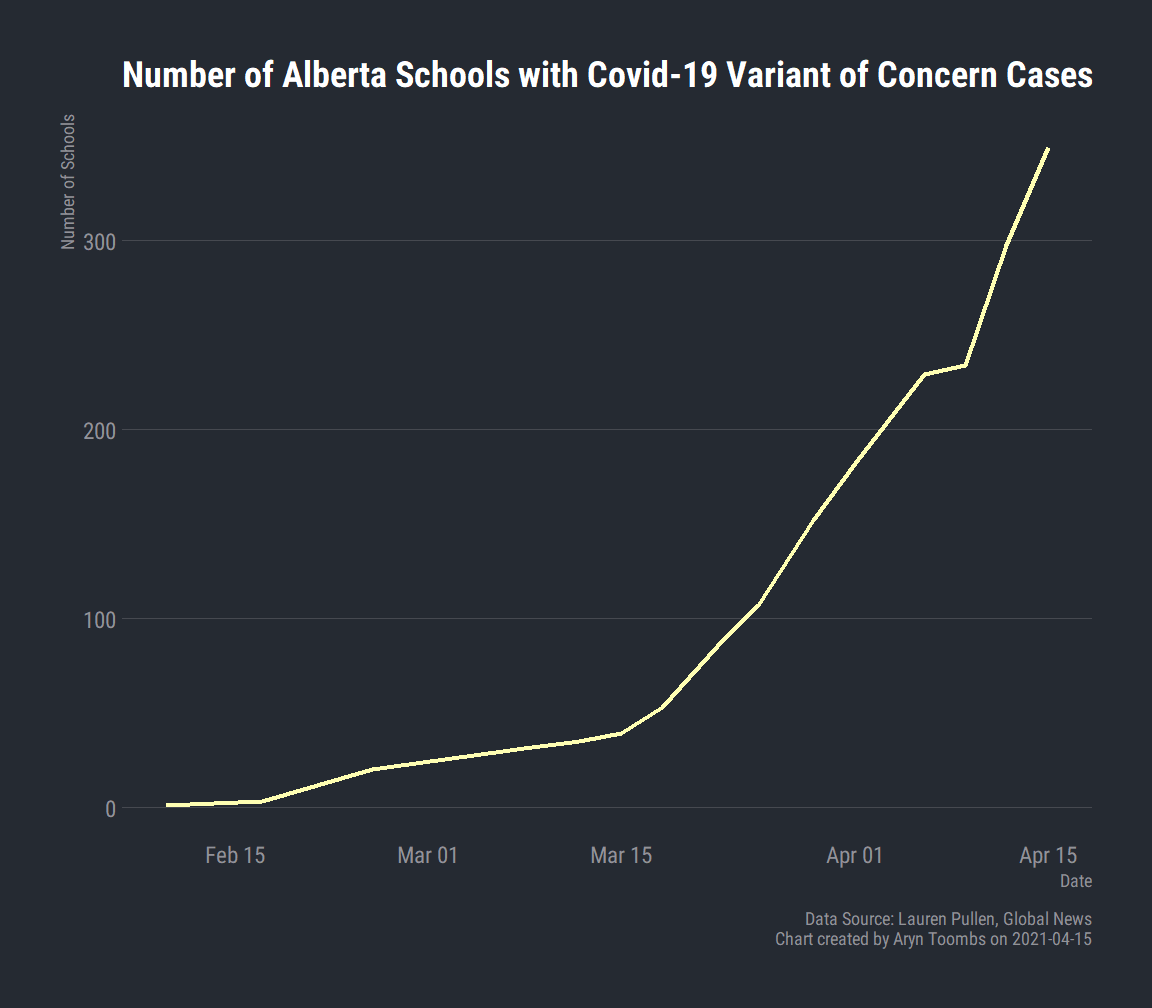 Number of Alberta Schools with Covid-19 Variant of Concern Cases
Number of Schools
300
200
100
0
Feb 15
Mar 01
Mar 15
Apr 01
Apr 15
Date
Data Source: Lauren Pullen, Global News
Chart created by Aryn Toombs on 2021-04-15